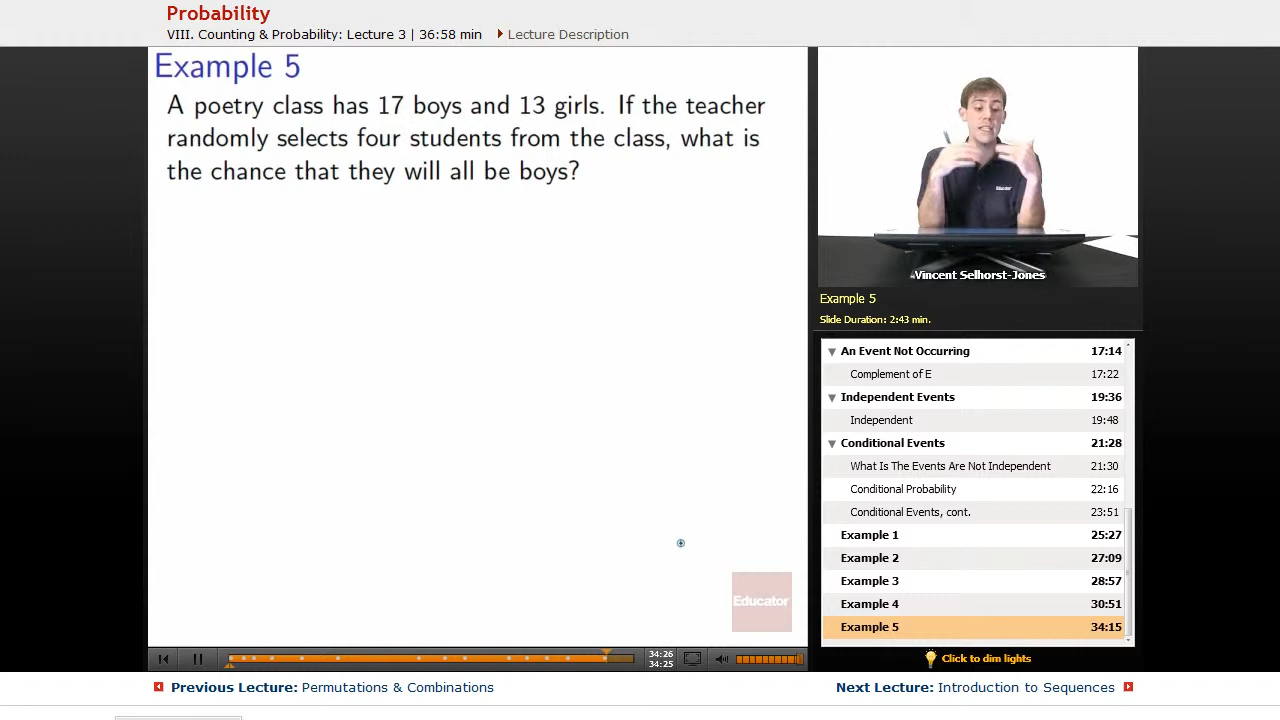 Probability
VIII. Counting & Probability: Lecture 3 | 36:58 min
Lecture Description
Example 5
A poetry class has 17 boys and 13 girls. If the teacher
randomly selects four students from the class, what is
the chance that they will all be boys?
Educator
Educator
Vincent Selhorst-Jones
Example 5
Slide Duration: 2:43 min.
An Event Not Occurring 17:14
Complement of E 17:22
Independent Events 19:36
Independent 19:48
Conditional Events 21:28
What Is The Events Are Not Independent 21:30
Conditional Probability 22:16
Conditional Events, cont. 23:51
Example 1 25:27
Example 2 27:09
Example 3 28:57
Example 4 30:51
Example 5 34:15
34:26
34:25
Click to dim lights
Previous Lecture: Permutations & Combinations
Next Lecture: Introduction to Sequences